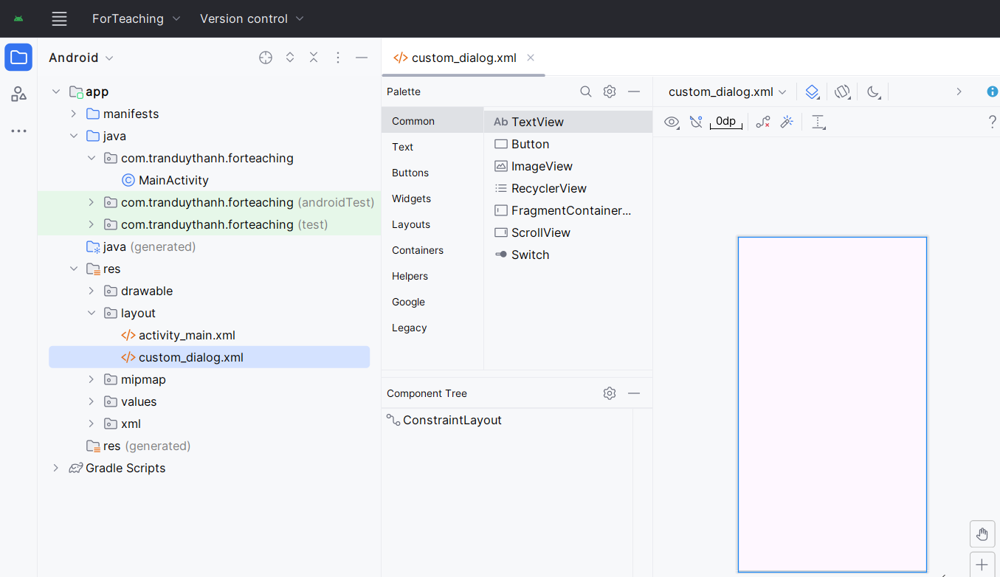 ForTeaching Version control
Android
app
manifests
java
com.tranduythanh.forteaching
MainActivity
com.tranduythanh.forteaching (androidTest)
com.tranduythanh.forteaching (test)
java (generated)
res
drawable
layout
activity_main.xml
custom_dialog.xml
mipmap
values
xml
res (generated)
Gradle Scripts
custom_dialog.xml
Palette
Common
Text
Buttons
Widgets
Layouts
Containers
Helpers
Google
Legacy
Ab TextView
Button
ImageView
RecyclerView
FragmentContainer...
ScrollView
Switch
Component Tree
ConstraintLayout
custom_dialog.xml
0dp
?